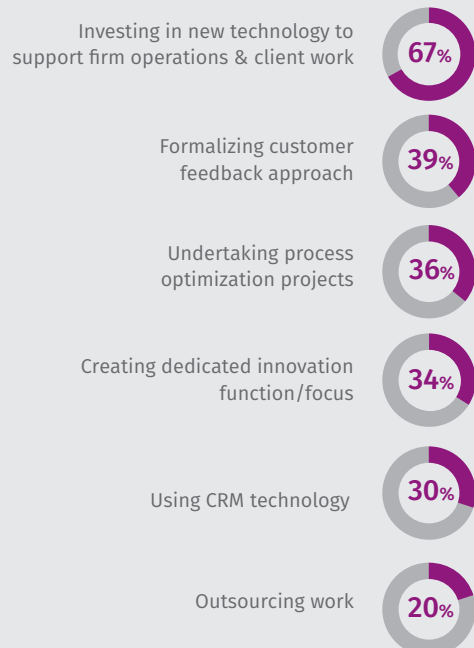 Investing in new technology to
support firm operations & client work
67%
Formalizing customer
feedback approach
39%
Undertaking process
optimization projects
36%
Creating dedicated innovation
function/focus
34%
Using CRM technology
30%
Outsourcing work
20%